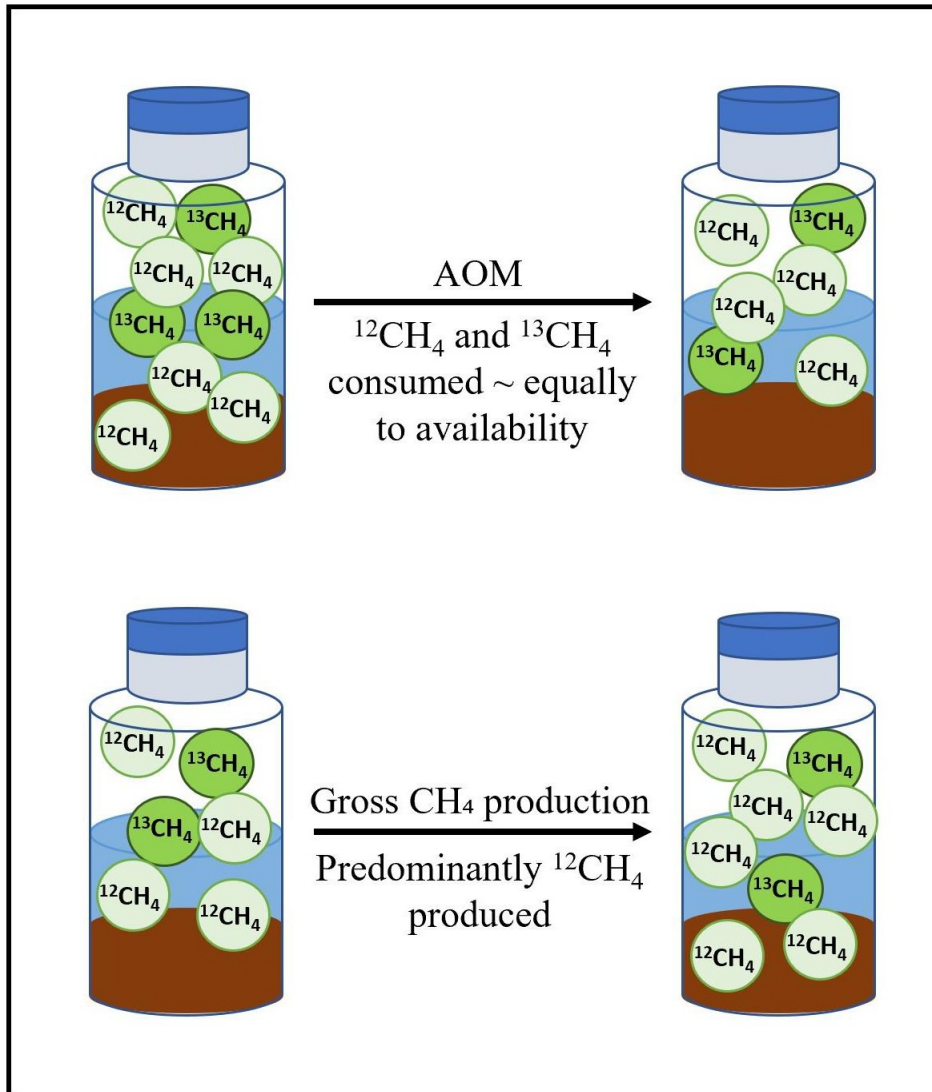 ¹²CH₄
¹³CH₄
¹²CH₄
¹²CH₄
¹³CH₄
¹³CH₄
¹²CH₄
¹²CH₄
¹²CH₄
AOM
¹²CH₄ and ¹³CH₄
consumed ~ equally
to availability
¹²CH₄
¹³CH₄
¹²CH₄
¹²CH₄
¹³CH₄
¹²CH₄
¹²CH₄
¹³CH₄
¹³CH₄
¹²CH₄
¹²CH₄
¹²CH₄
Gross CH₄ production
Predominantly ¹²CH₄
produced
¹²CH₄
¹³CH₄
¹²CH₄
¹²CH₄
¹²CH₄
¹³CH₄
¹²CH₄
¹²CH₄